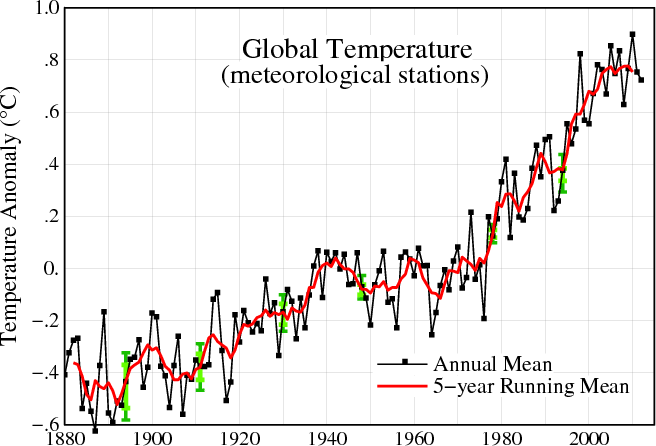 Global Temperature
(meteorological stations)
Temperature Anomaly (°C)
1.0
.8
.6
.4
.2
0.
−.2
−.4
−.6
Annual Mean
5−year Running Mean
1880 1900 1920 1940 1960 1980 2000